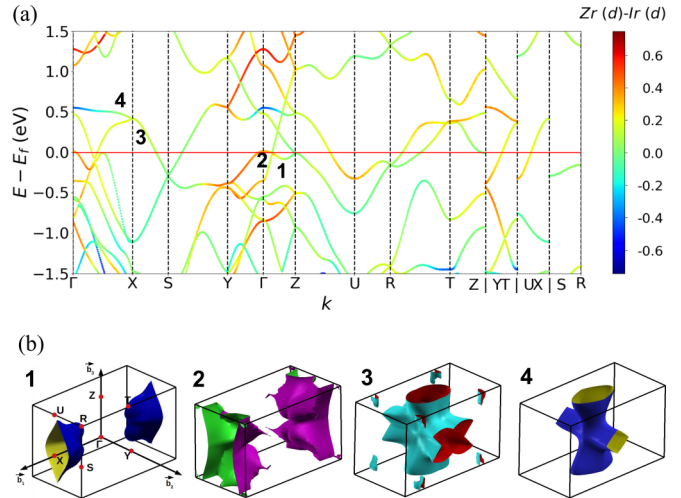 (a)
Zr (d)-Ir (d)
1.5
1.0
0.5
0.0
−0.5
−1.0
−1.5
E − E_f (eV)
4
3
2
1
0.6
0.4
0.2
0.0
−0.2
−0.4
−0.6
Γ X S Y Γ Z U R T Z | YT | UX | S R
k
(b)
1
2
3
4
b₃
Z
T
U
R
Γ
X
S
Y
b₁
b₂